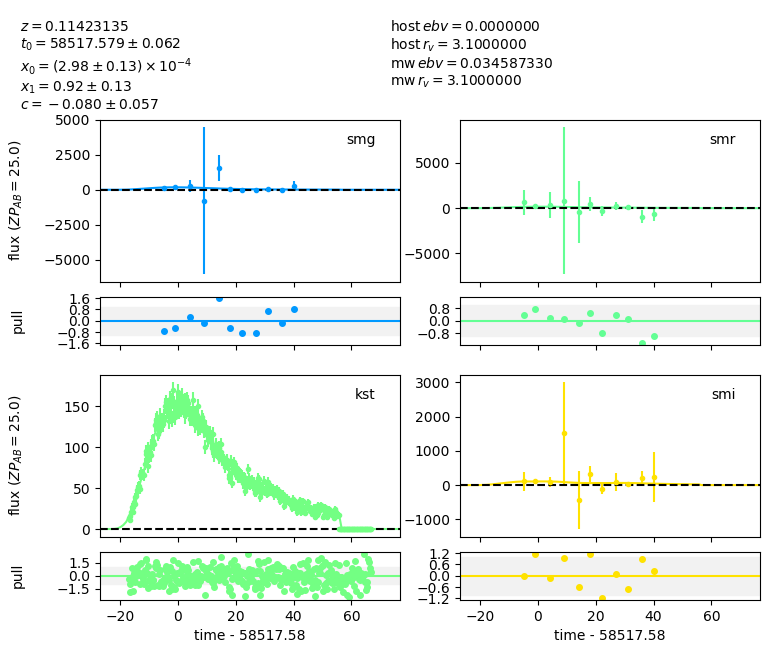 z = 0.11423135
t₀ = 58517.579 ± 0.062
x₀ = (2.98 ± 0.13) × 10⁻⁴
x₁ = 0.92 ± 0.13
c = −0.080 ± 0.057
host ebv = 0.0000000
host r_v = 3.1000000
mw ebv = 0.034587330
mw r_v = 3.1000000
flux (ZP_AB = 25.0)
5000
2500
0
−2500
−5000
smg
5000
0
−5000
smr
pull
1.6
0.8
0.0
−0.8
−1.6
0.8
0.0
−0.8
flux (ZP_AB = 25.0)
150
100
50
0
kst
3000
2000
1000
0
−1000
smi
pull
1.5
0.0
−1.5
1.2
0.6
0.0
−0.6
−1.2
−20 0 20 40 60
−20 0 20 40 60
time - 58517.58
time - 58517.58